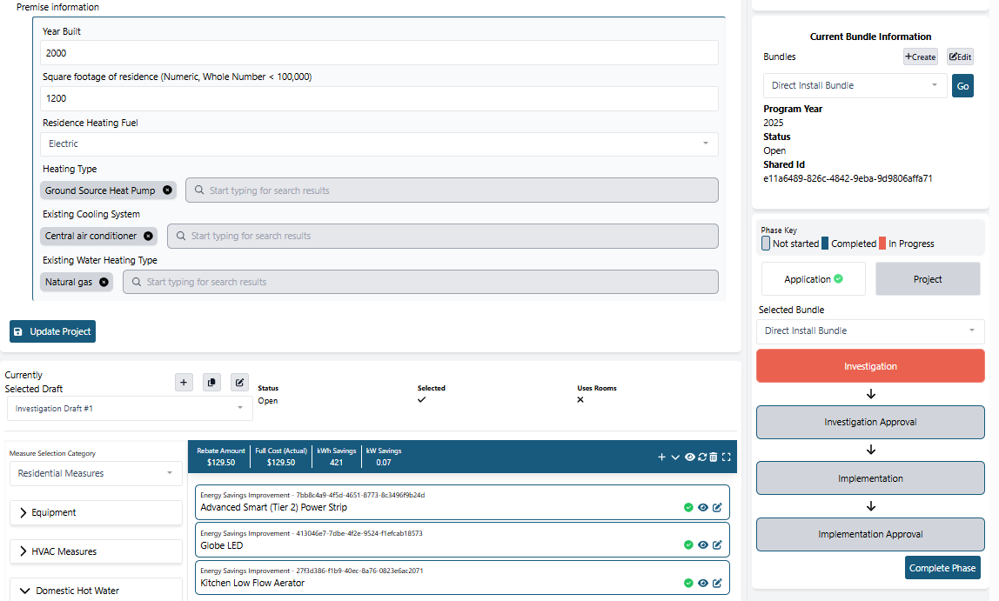 Premise information
Year Built
2000
Square footage of residence (Numeric, Whole Number < 100,000)
1200
Residence Heating Fuel
Electric
Heating Type
Ground Source Heat Pump
Start typing for search results
Existing Cooling System
Central air conditioner
Start typing for search results
Existing Water Heating Type
Natural gas
Start typing for search results
Update Project
Currently
Selected Draft
Investigation Draft #1
Status
Open
Selected
Uses Rooms
Measure Selection Category
Residential Measures
Equipment
HVAC Measures
Domestic Hot Water
Rebate Amount
$129.50
Full Cost (Actual)
$129.50
kWh Savings
421
kW Savings
0.07
Energy Savings Improvement - 7bb8c4a9-4f5d-4651-8773-8c3496f9b24d
Advanced Smart (Tier 2) Power Strip
Energy Savings Improvement - 413046e7-7dbe-4f2e-9524-f1efcab18573
Globe LED
Energy Savings Improvement - 27f3d386-f1b9-40ec-8a76-0823e6ac2071
Kitchen Low Flow Aerator
Current Bundle Information
Bundles
+Create
Edit
Direct Install Bundle
Go
Program Year
2025
Status
Open
Shared Id
e11a6489-826c-4842-9eba-9d9806affa71
Phase Key
Not started
Completed
In Progress
Application
Project
Selected Bundle
Direct Install Bundle
Investigation
Investigation Approval
Implementation
Implementation Approval
Complete Phase